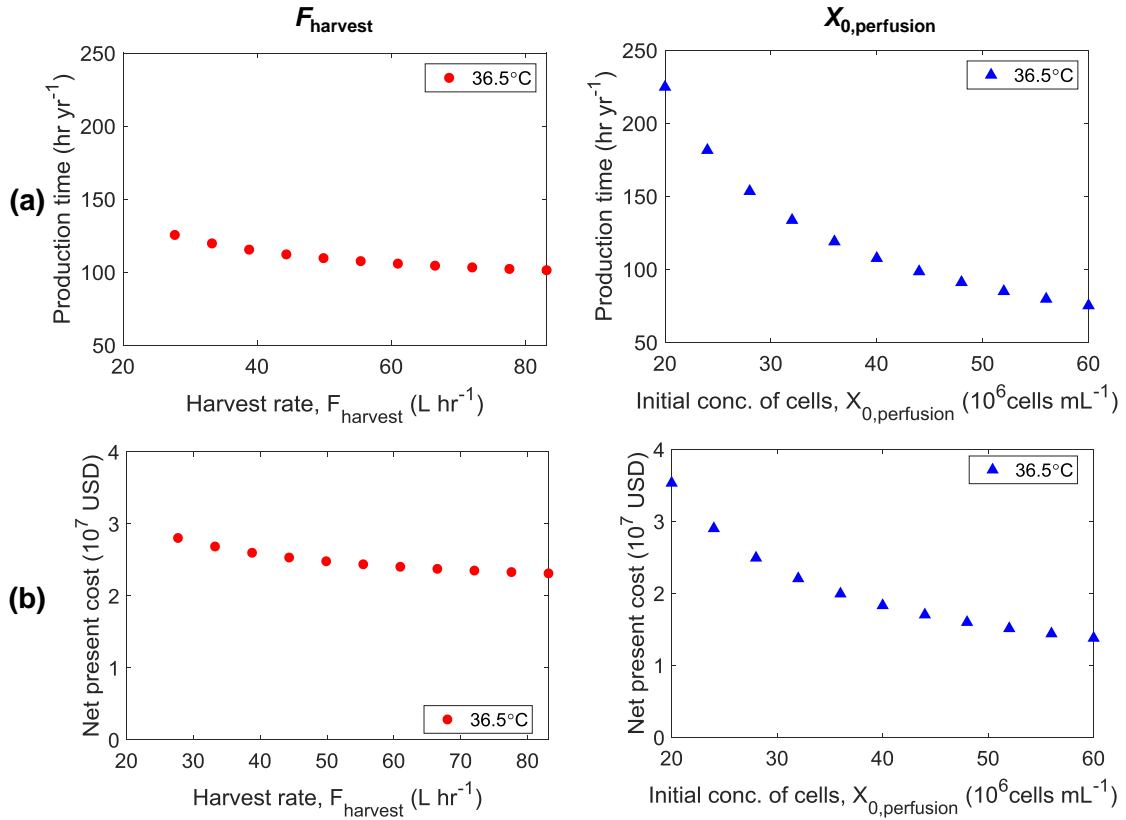 F_harvest
X_0,perfusion
(a)
Production time (hr yr^-1)
250
200
150
100
50
36.5°C
20
40
60
80
Harvest rate, F_harvest (L hr^-1)
Production time (hr yr^-1)
250
200
150
100
50
36.5°C
20
30
40
50
60
Initial conc. of cells, X_0,perfusion (10^6cells mL^-1)
(b)
Net present cost (10^7 USD)
4
3
2
1
0
36.5°C
20
30
40
50
60
70
80
Harvest rate, F_harvest (L hr^-1)
Net present cost (10^7 USD)
4
3
2
1
0
36.5°C
20
30
40
50
60
Initial conc. of cells, X_0,perfusion (10^6cells mL^-1)